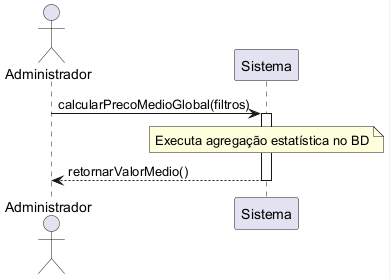 Administrador
Sistema
calcularPrecoMedioGlobal(filtros)
Executa agregação estatística no BD
retornarValorMedio()
Administrador
Sistema